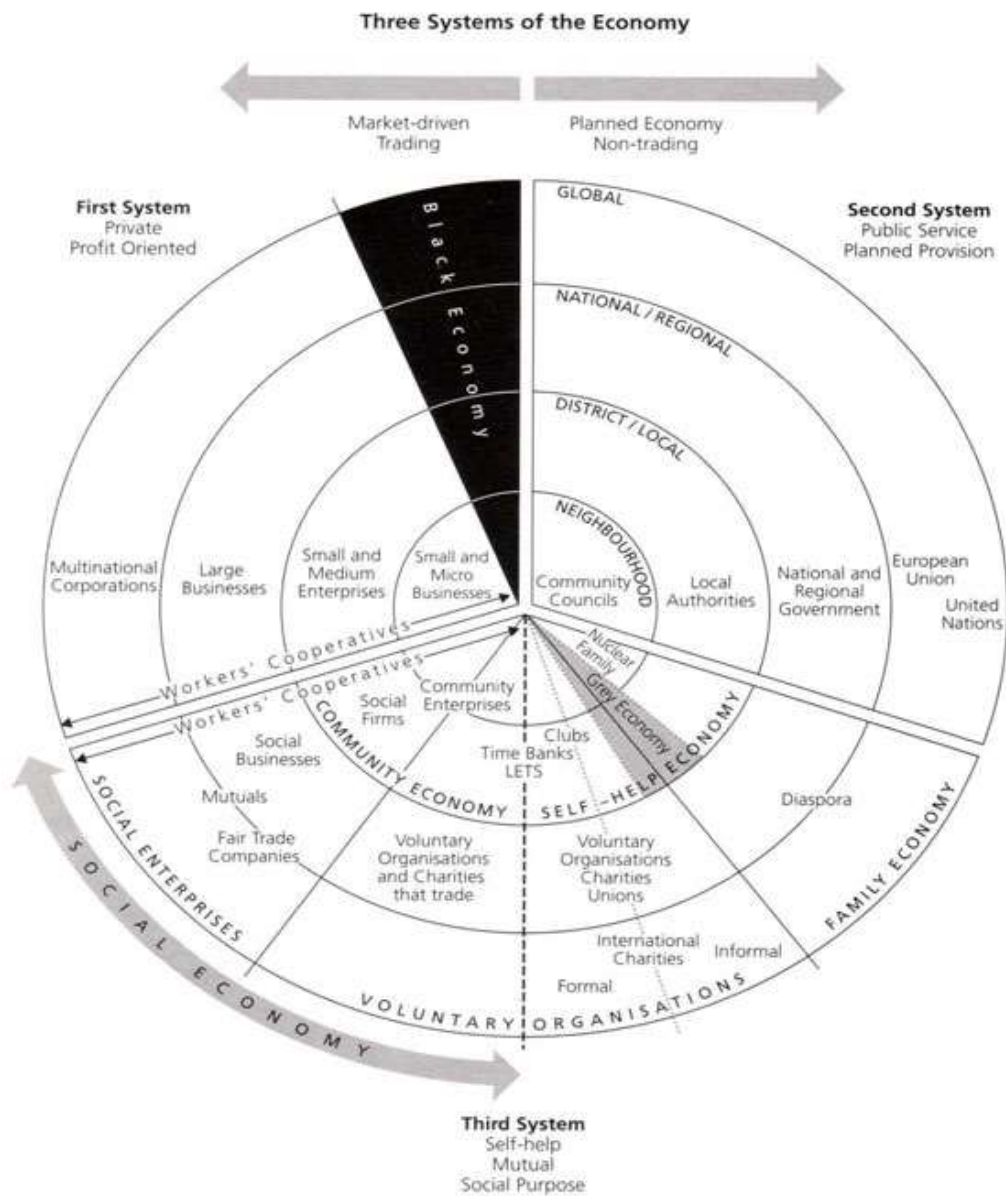 Three Systems of the Economy
Market-driven
Trading
Planned Economy
Non-trading
First System
Private
Profit Oriented
Second System
Public Service
Planned Provision
Black Economy
GLOBAL
NATIONAL / REGIONAL
DISTRICT / LOCAL
NEIGHBOURHOOD
Multinational
Corporations
Large
Businesses
Small and
Medium
Enterprises
Small and
Micro
Businesses
Community
Councils
Local
Authorities
National and
Regional
Government
European
Union
United
Nations
Workers' Cooperatives
Workers' Cooperatives
Nuclear
Family
Grey Economy
Community
Enterprises
Social
Firms
Social
Businesses
Mutuals
Fair Trade
Companies
Clubs
Time Banks
LETS
COMMUNITY ECONOMY
SELF-HELP ECONOMY
Diaspora
Voluntary
Organisations
and Charities
that trade
Voluntary
Organisations
Charities
Unions
International
Charities
Informal
Formal
SOCIAL ENTERPRISES
VOLUNTARY ORGANISATIONS
FAMILY ECONOMY
SOCIAL ECONOMY
Third System
Self-help
Mutual
Social Purpose